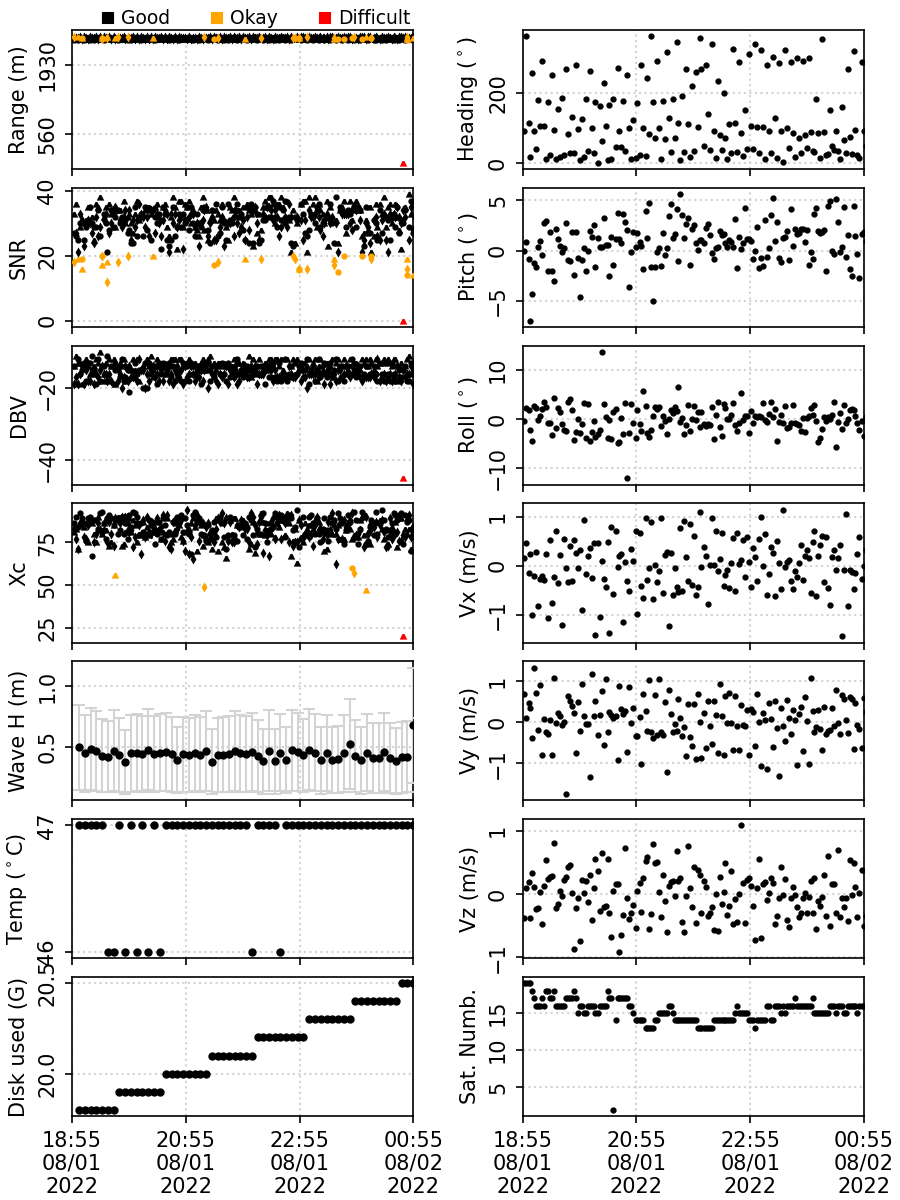 Good Okay Difficult
Range (m)
1930
560
Heading (°)
200
0
SNR
40
20
0
Pitch (°)
5
0
−5
DBV
−20
−40
Roll (°)
10
0
−10
Xc
75
50
25
Vx (m/s)
1
0
−1
Wave H (m)
1.0
0.5
Vy (m/s)
1
0
−1
Temp (°C)
47
46
Vz (m/s)
1
0
−1
Disk used (G)
20.5
20.0
Sat. Numb.
15
10
5
18:55 20:55 22:55 00:55 18:55 20:55 22:55 00:55
08/01 08/01 08/01 08/02 08/01 08/01 08/01 08/02
2022 2022 2022 2022 2022 2022 2022 2022